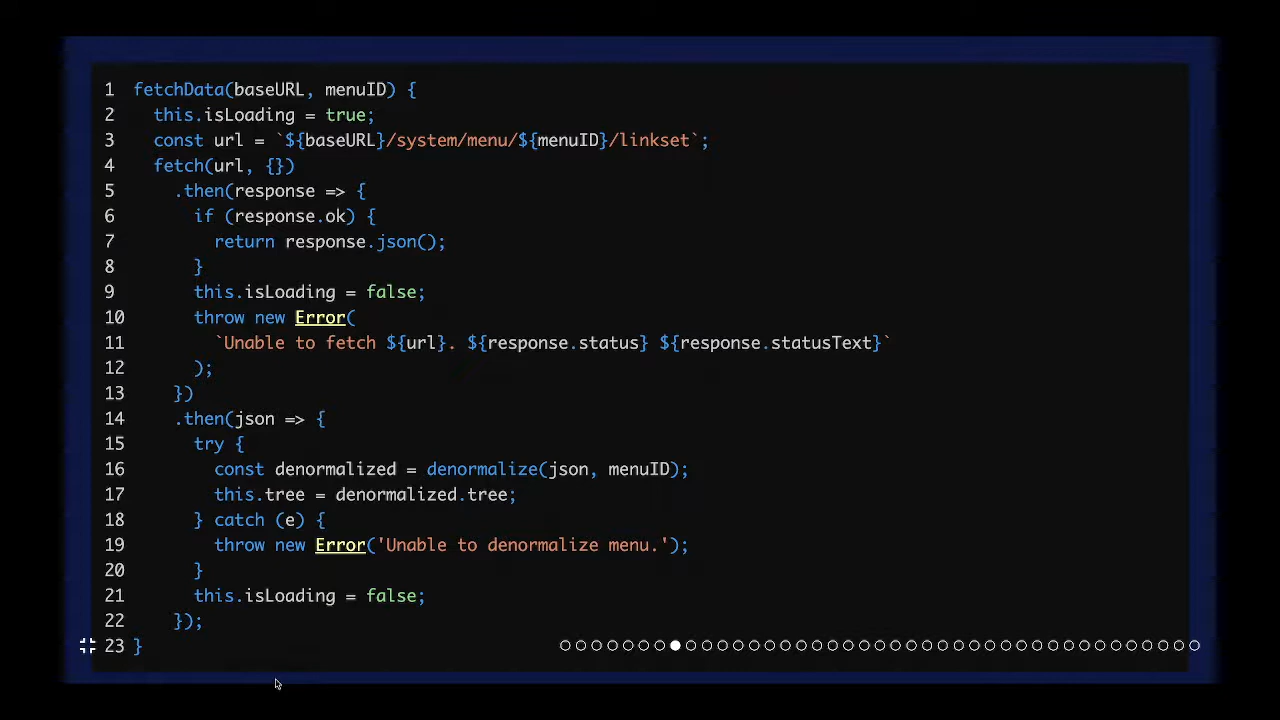 1 fetchData(baseURL, menuID) {
2   this.isLoading = true;
3   const url = `${baseURL}/system/menu/${menuID}/linkset`;
4   fetch(url, {})
5     .then(response => {
6       if (response.ok) {
7         return response.json();
8       }
9       this.isLoading = false;
10       throw new Error(
11         `Unable to fetch ${url}. ${response.status} ${response.statusText}`
12       );
13     })
14     .then(json => {
15       try {
16         const denormalized = denormalize(json, menuID);
17         this.tree = denormalized.tree;
18       } catch (e) {
19         throw new Error('Unable to denormalize menu.');
20       }
21       this.isLoading = false;
22     });
23 }